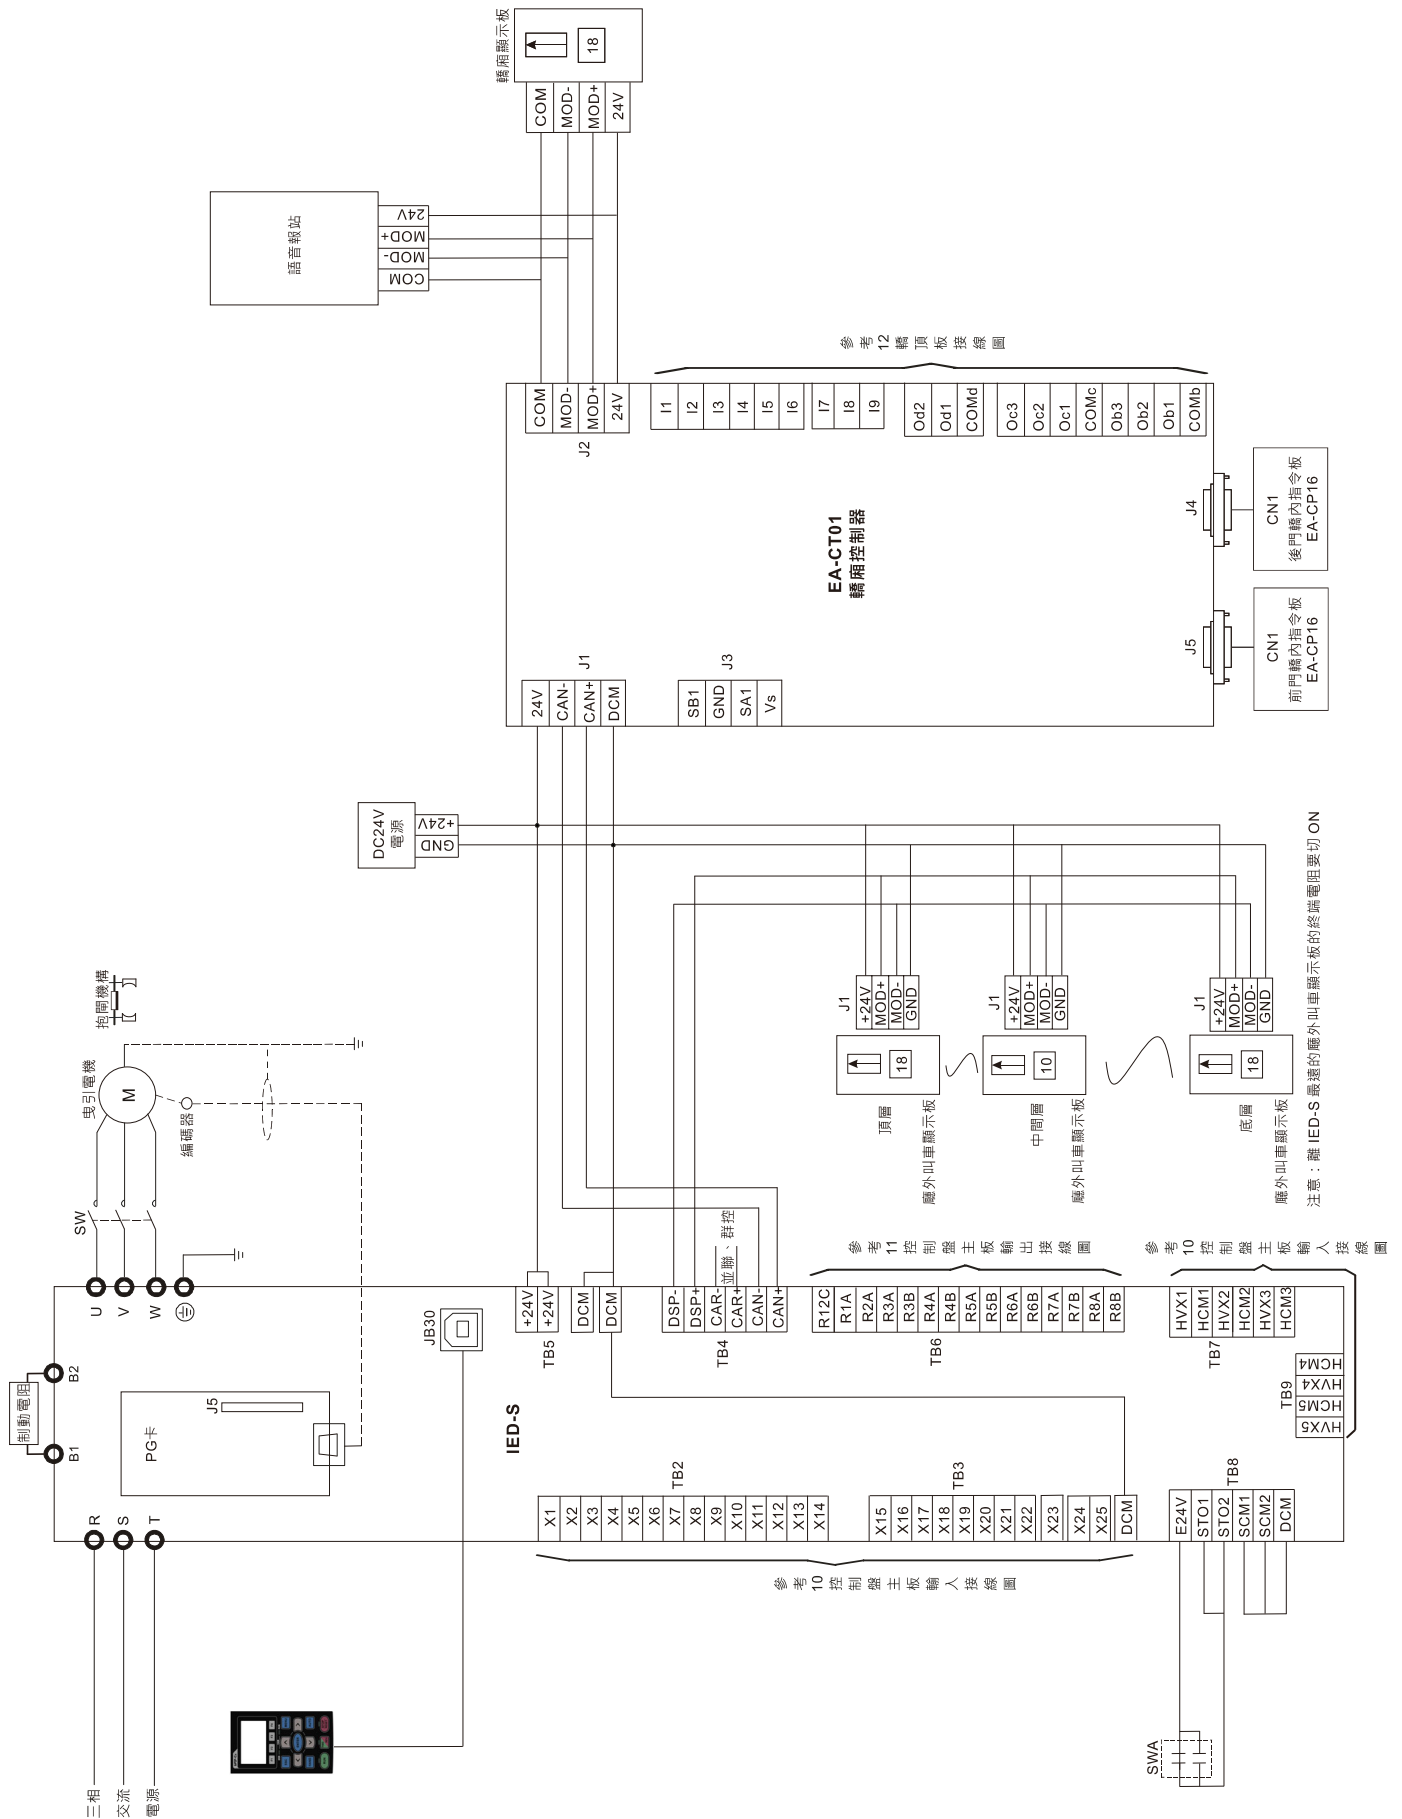 三相
交流
電源
R
S
T
制動電阻
B1
B2
PG卡
J5
U
V
W
SW
曳引電機
M
編碼器
抱閘機構
JB30
IED-S
+24V
+24V
TB5
DCM
DCM
DSP-
DSP+
CAR-
CAR+
CAN-
CAN+
TB4
並聯、群控
R12C
R1A
R2A
R3A
R3B
R4A
R4B
R5A
R5B
R6A
R6B
R7A
R7B
R8A
R8B
TB6
參考11控制盤主板輸出接線圖
HVX1
HCM1
HVX2
HCM2
HVX3
HCM3
TB7
參考10控制盤主板輸入接線圖
HCM4
HVX4
HCM5
HVX5
TB9
X1
X2
X3
X4
X5
X6
X7
X8
X9
X10
X11
X12
X13
X14
TB2
X15
X16
X17
X18
X19
X20
X21
X22
X23
X24
X25
DCM
TB3
參考10控制盤主板輸入接線圖
E24V
STO1
STO2
SCM1
SCM2
DCM
TB8
SWA
DC24V
電源
+24V
GND
J1
+24V
MOD+
MOD-
GND
18
頂層
廳外叫車顯示板
J1
+24V
MOD+
MOD-
GND
10
中間層
廳外叫車顯示板
J1
+24V
MOD+
MOD-
GND
18
底層
廳外叫車顯示板
注意：離 IED-S 最遠的廳外叫車顯示板的終端電阻要切 ON
24V
CAN-
CAN+
DCM
J1
SB1
GND
SA1
Vs
J3
EA-CT01
轎廂控制器
COM
MOD-
MOD+
24V
J2
I1
I2
I3
I4
I5
I6
I7
I8
I9
Od2
Od1
COMd
Oc3
Oc2
Oc1
COMc
Ob3
Ob2
Ob1
COMb
參考12轎頂板接線圖
J5
CN1
前門轎內指令板
EA-CP16
J4
CN1
後門轎內指令板
EA-CP16
語音報站
24V
MOD+
MOD-
COM
COM
MOD-
MOD+
24V
轎廂顯示板
18